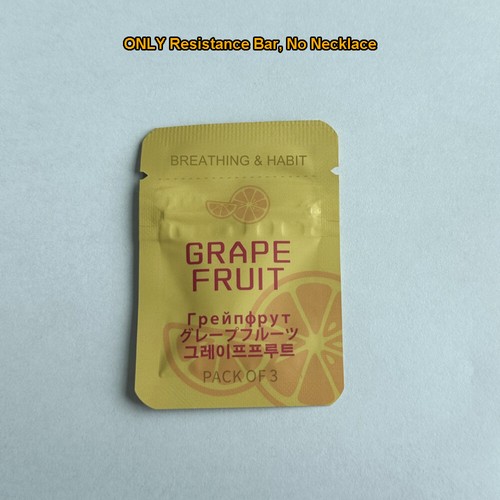 ONLY Resistance Bar, No Necklace
BREATHING & HABIT
GRAPE
FRUIT
Грейпфрут
グレープフルーツ
그레이프프루트
PACK OF 3